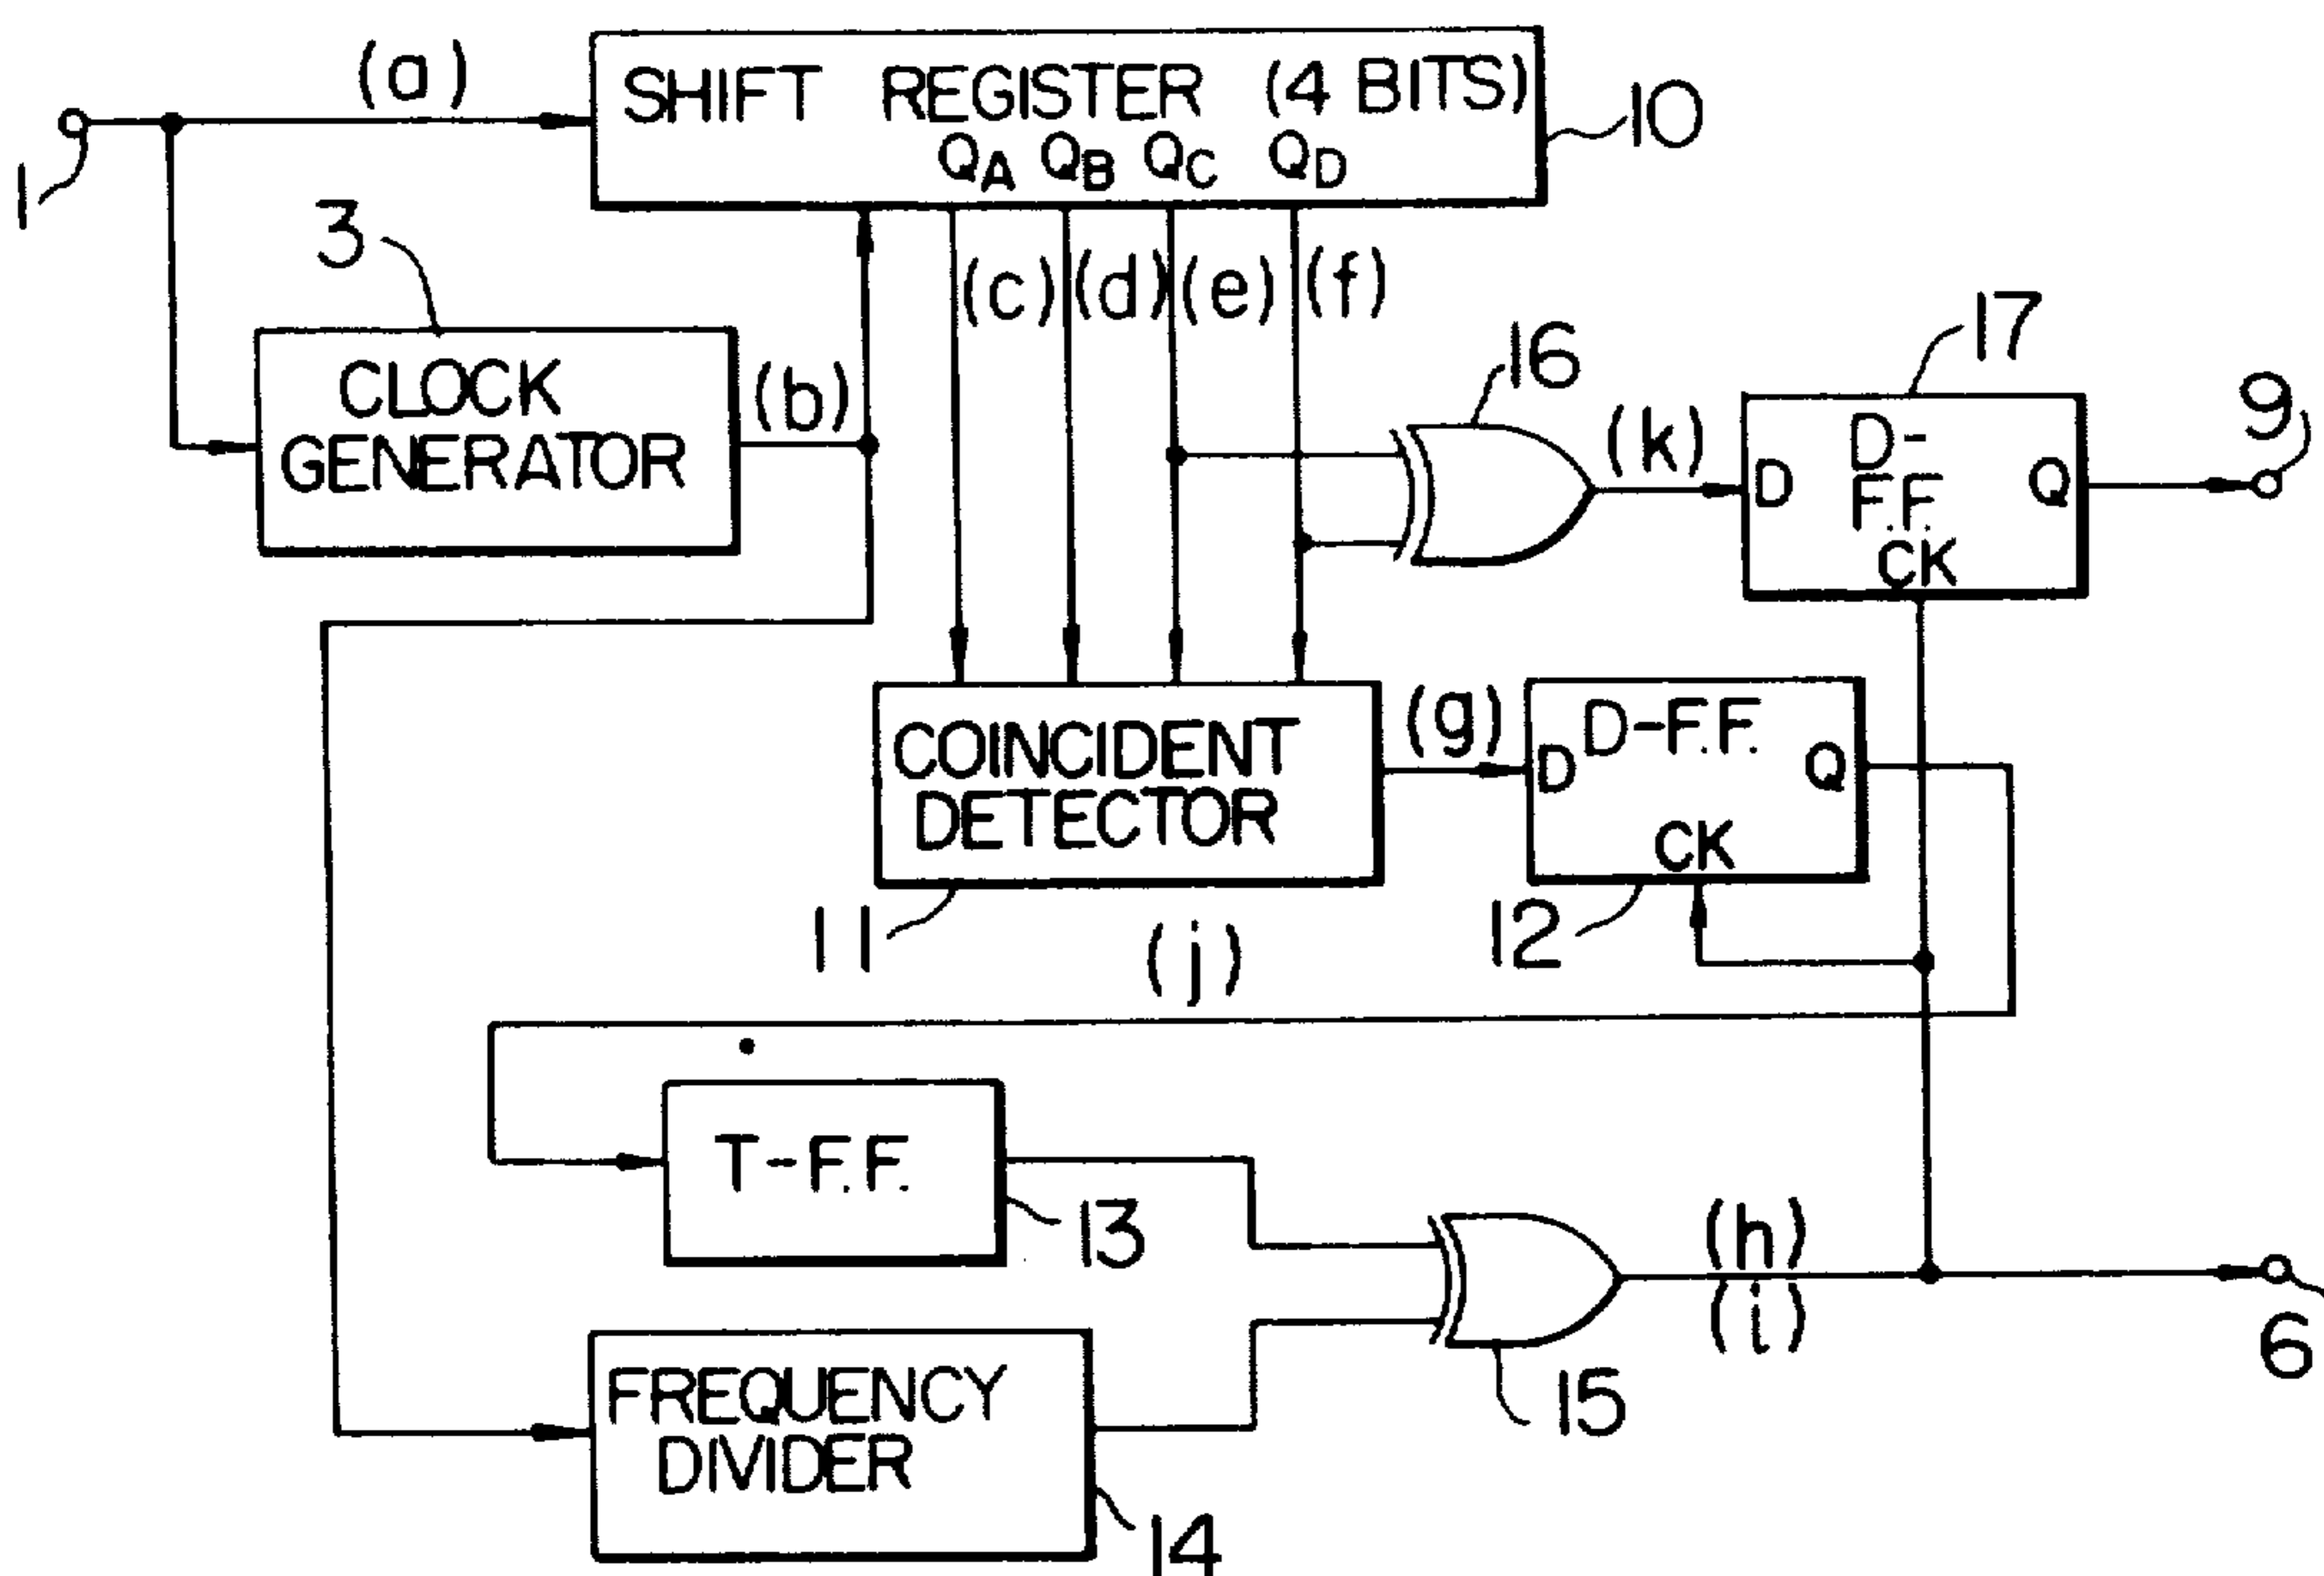 (a)
SHIFT REGISTER (4 BITS)
QA QB QC QD
10
1
3
(c) (d) (e) (f)
17
16
CLOCK
GENERATOR
(b)
(k)
9
D
D-
F.F.
Q
CK
COINCIDENT
DETECTOR
(g)
D
D-F.F.
Q
CK
11
12
(j)
T-F.F.
13
(h)
(i)
6
FREQUENCY
DIVIDER
15
14